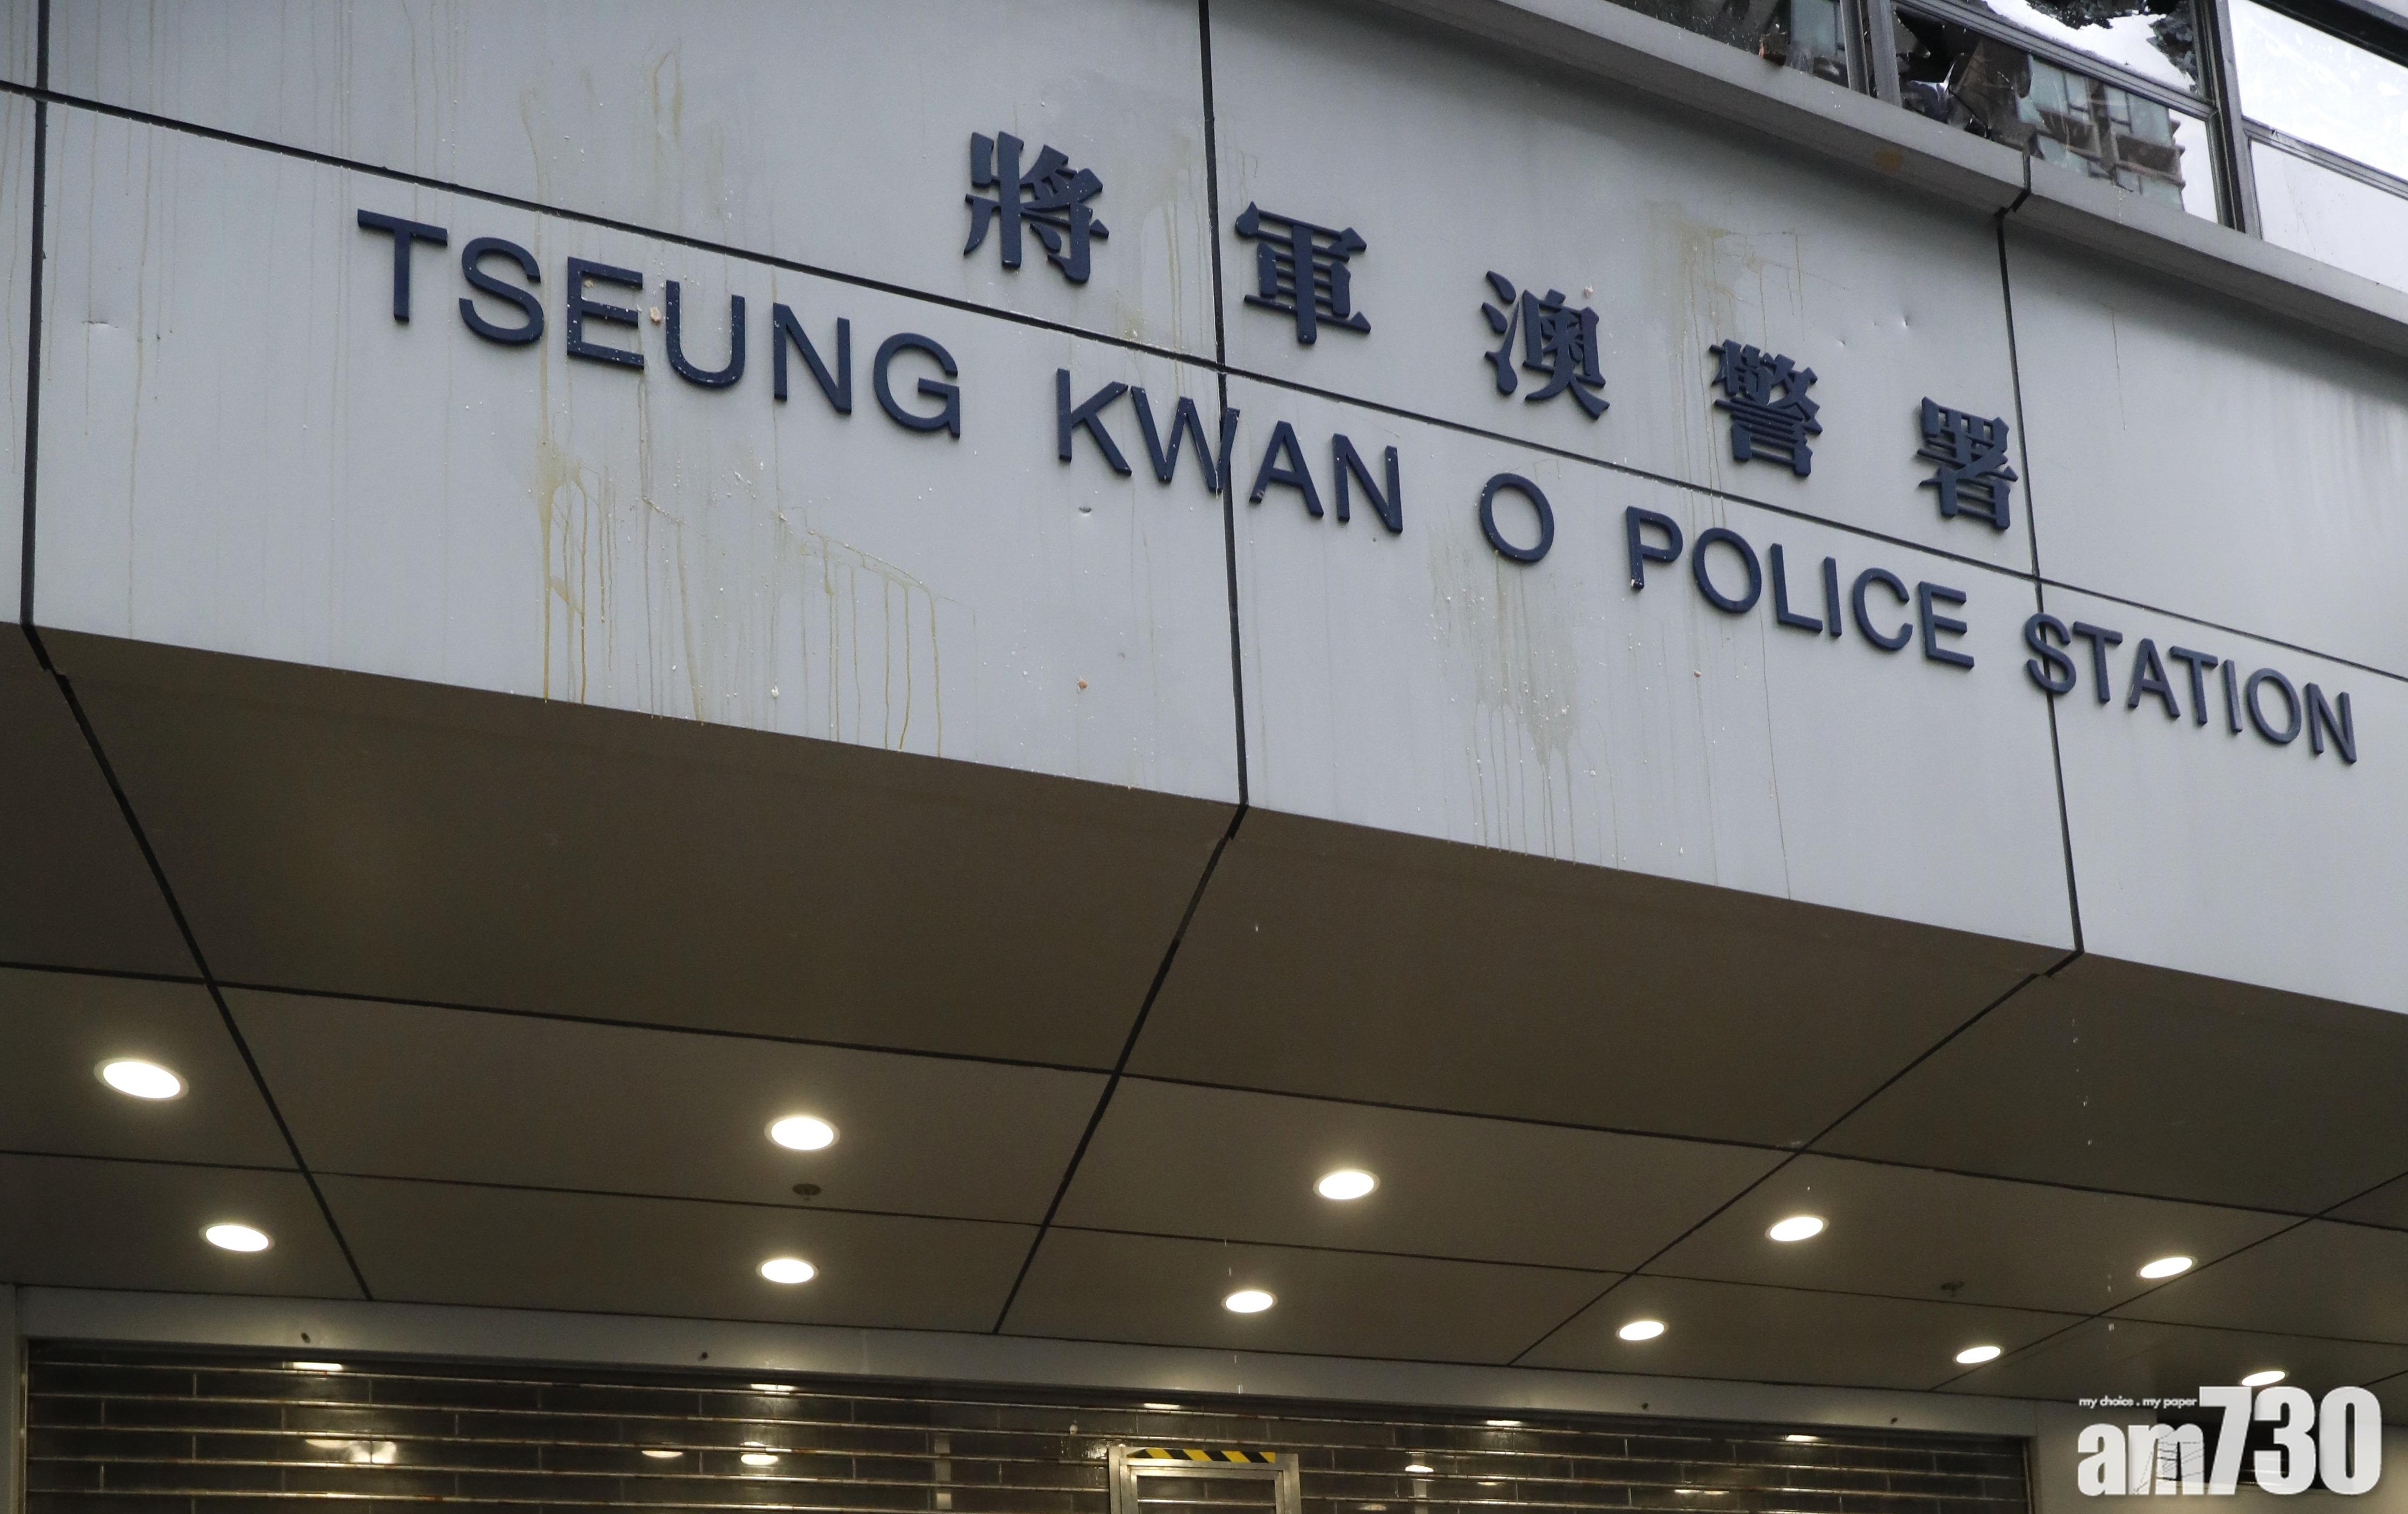 將軍澳警署
TSEUNG KWAN O POLICE STATION
my choice . my paper
am730